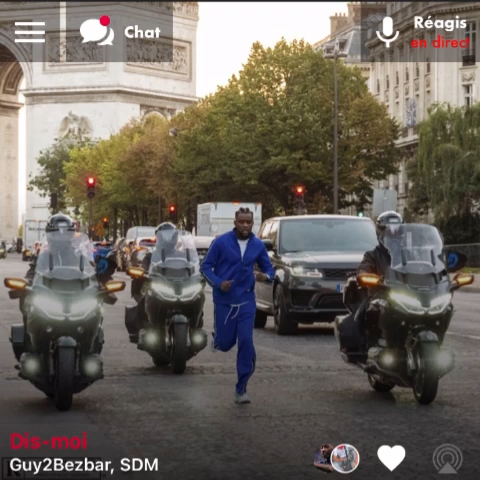 Chat
Réagis
en direct
Dis-moi
Guy2Bezbar, SDM